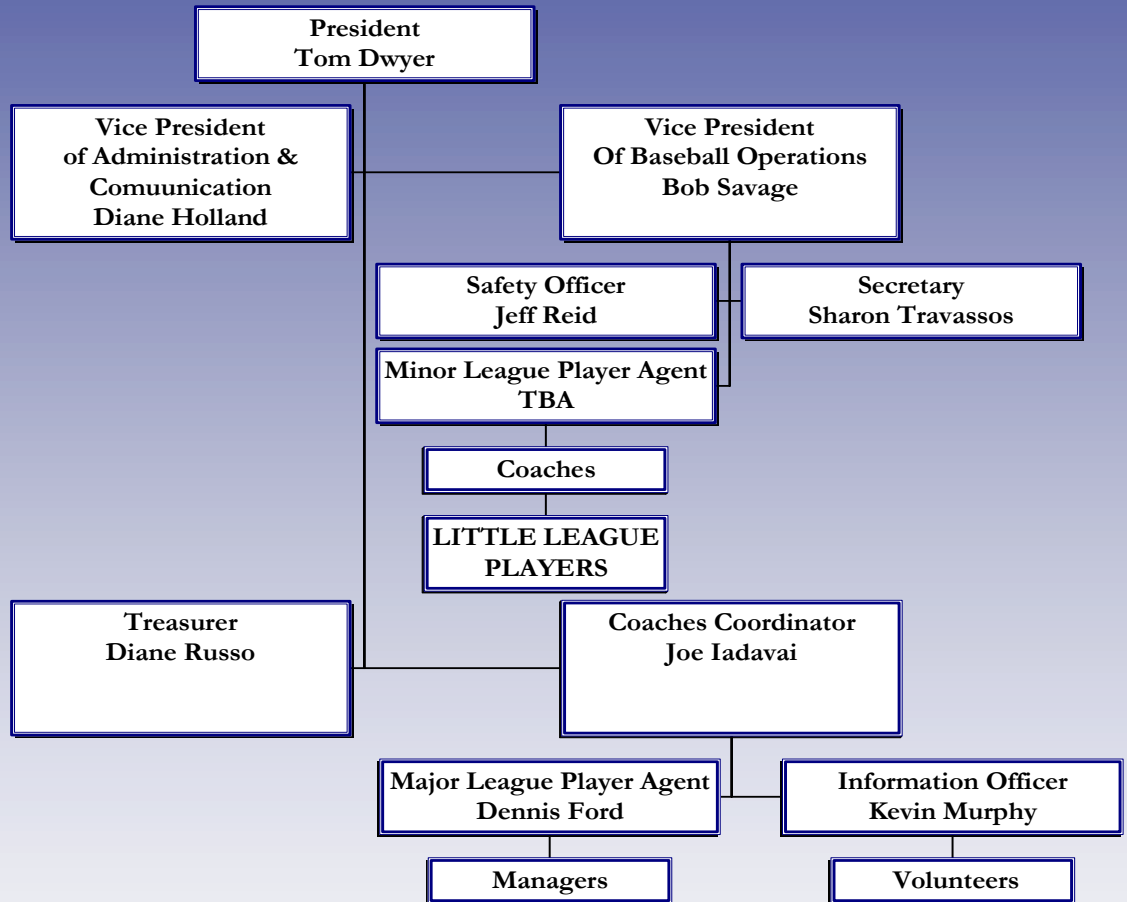 President
Tom Dwyer
Vice President
of Administration &
Comuunication
Diane Holland
Vice President
Of Baseball Operations
Bob Savage
Safety Officer
Jeff Reid
Secretary
Sharon Travassos
Minor League Player Agent
TBA
Coaches
LITTLE LEAGUE
PLAYERS
Treasurer
Diane Russo
Coaches Coordinator
Joe Iadavai
Major League Player Agent
Dennis Ford
Information Officer
Kevin Murphy
Managers
Volunteers